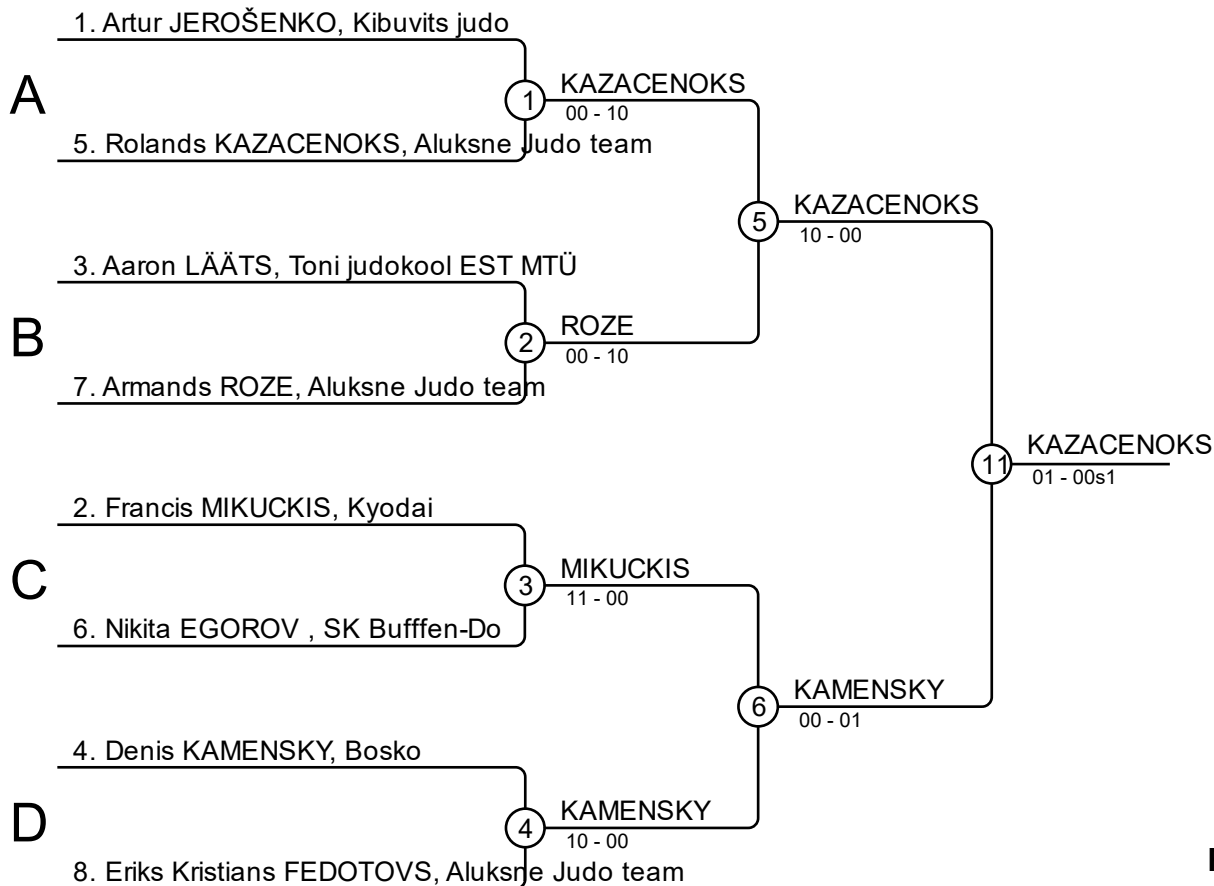 1. Artur JEROŠENKO, Kibuvits judo
A
1
KAZACENOKS
00 - 10
5. Rolands KAZACENOKS, Aluksne Judo team
5
KAZACENOKS
10 - 00
3. Aaron LÄÄTS, Toni judokool EST MTÜ
B
2
ROZE
00 - 10
7. Armands ROZE, Aluksne Judo team
11
KAZACENOKS
01 - 00s1
2. Francis MIKUCKIS, Kyodai
C
3
MIKUCKIS
11 - 00
6. Nikita EGOROV , SK Bufffen-Do
6
KAMENSKY
00 - 01
4. Denis KAMENSKY, Bosko
D
4
KAMENSKY
10 - 00
8. Eriks Kristians FEDOTOVS, Aluksne Judo team